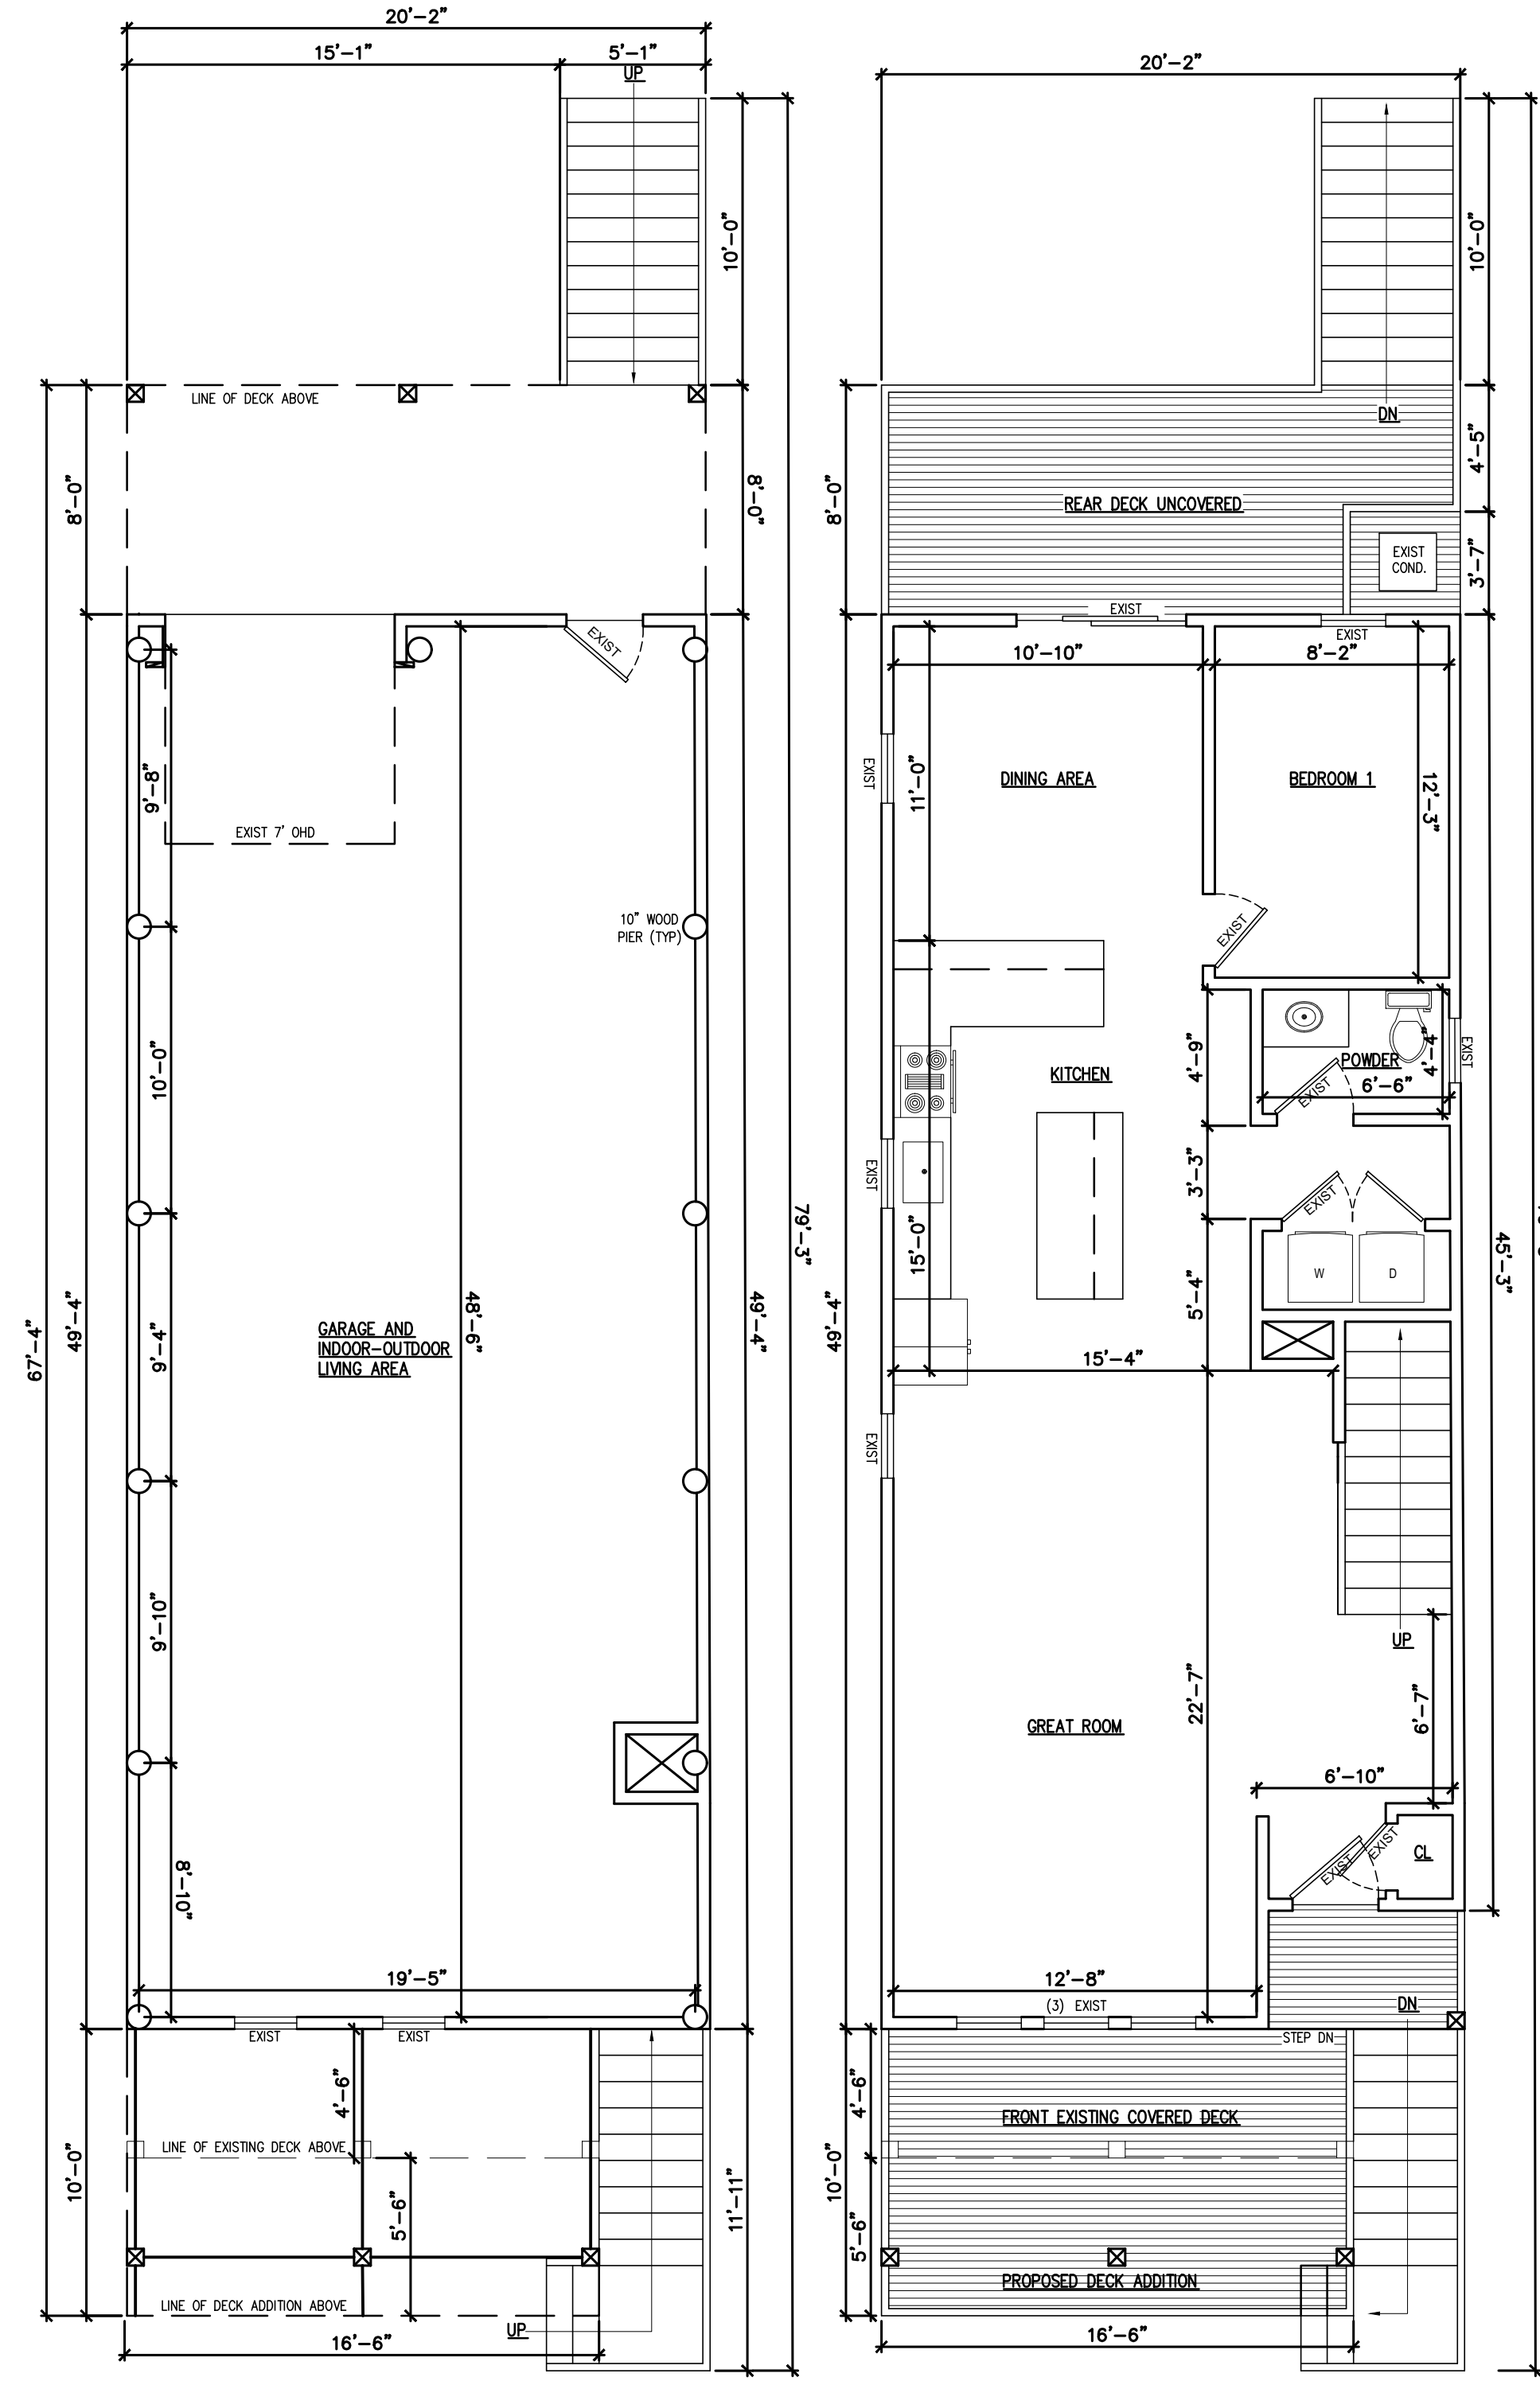 20'-2"
15'-1"
5'-1"
UP
10'-0"
LINE OF DECK ABOVE
8'-0"
8'-0"
EXIST
9'-8"
EXIST 7' OHD
10" WOOD
PIER (TYP)
10'-0"
79'-3"
67'-4"
49'-4"
9'-4"
GARAGE AND
INDOOR-OUTDOOR
LIVING AREA
48'-6"
49'-4"
9'-10"
8'-10"
19'-5"
EXIST
EXIST
4'-6"
LINE OF EXISTING DECK ABOVE
10'-0"
5'-6"
11'-11"
LINE OF DECK ADDITION ABOVE
UP
16'-6"
20'-2"
10'-0"
DN
4'-5"
8'-0"
REAR DECK UNCOVERED
EXIST
COND.
3'-7"
EXIST
EXIST
10'-10"
8'-2"
EXIST
11'-0"
DINING AREA
BEDROOM 1
12'-3"
EXIST
4'-9"
KITCHEN
POWDER
4'-4"
EXIST
6'-6"
EXIST
EXIST
3'-3"
EXIST
15'-0"
W
D
5'-4"
45'-3"
49'-4"
15'-4"
EXIST
UP
22'-7"
6'-7"
GREAT ROOM
6'-10"
EXIST
EXIST
CL
12'-8"
(3) EXIST
DN
STEP DN
4'-6"
FRONT EXISTING COVERED DECK
10'-0"
5'-6"
PROPOSED DECK ADDITION
16'-6"